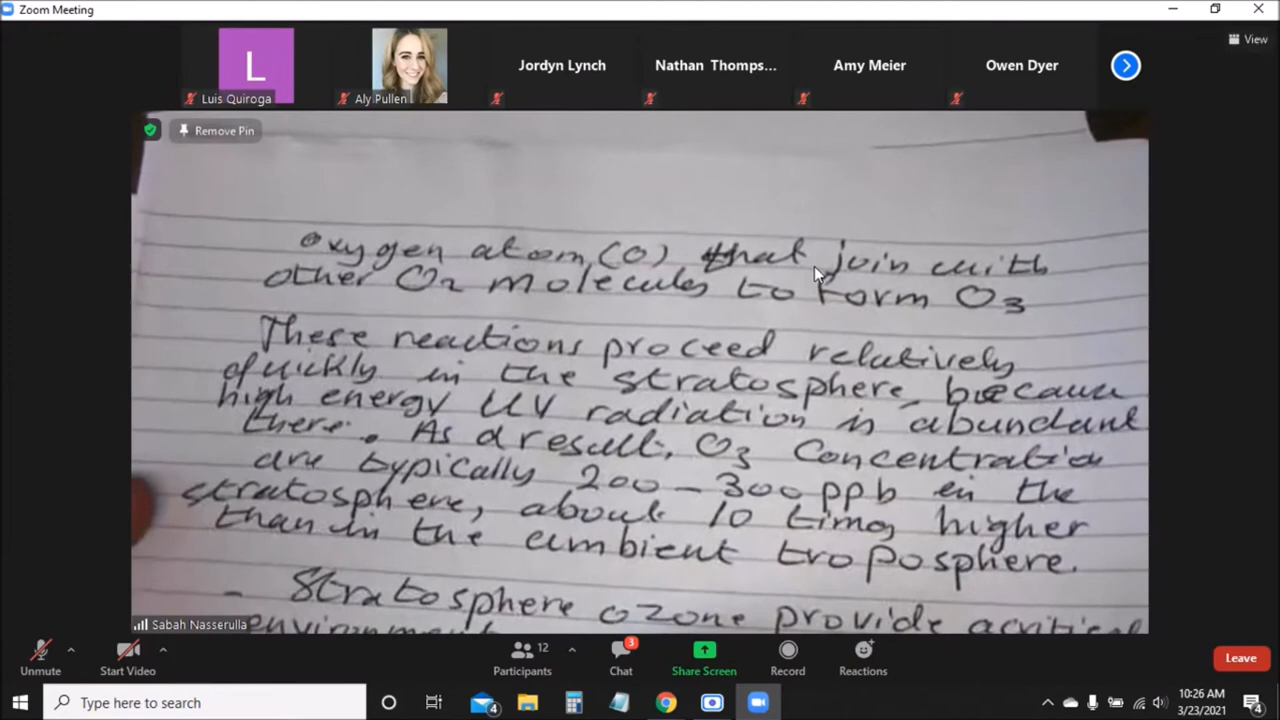 Zoom Meeting
View
L
Luis Quiroga
Aly Pullen
Jordyn Lynch
Nathan Thomps...
Amy Meier
Owen Dyer
Remove Pin
oxygen atom (O) that join with
other O2 molecules to form O3
These reactions proceed relatively
quickly in the stratosphere, because
high energy UV radiation is abundant
there. As a result, O3 Concentration
are typically 200-300 ppb in the
stratosphere, about 10 times higher
than in the ambient troposphere.
- Stratosphere ozone provide a critical
Sabah Nasserulla
Unmute
Start Video
Participants
12
Chat
3
Share Screen
Record
Reactions
Leave
Type here to search
4
10:26 AM
3/23/2021
4